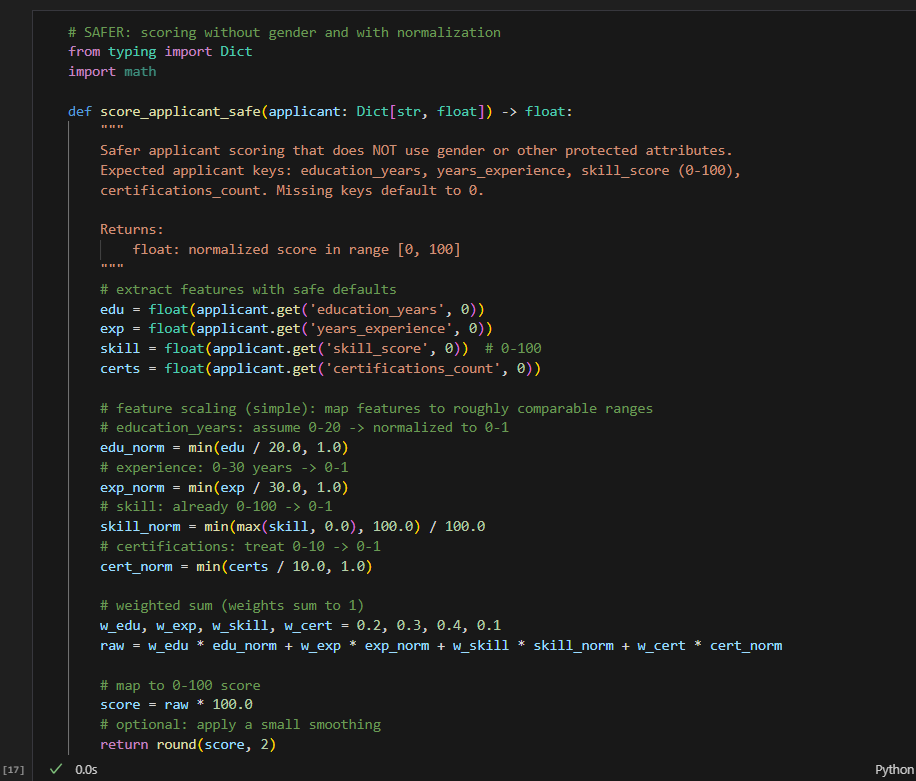 # SAFER: scoring without gender and with normalization
from typing import Dict
import math

def score_applicant_safe(applicant: Dict[str, float]) -> float:
    """
    Safer applicant scoring that does NOT use gender or other protected attributes.
    Expected applicant keys: education_years, years_experience, skill_score (0-100),
    certifications_count. Missing keys default to 0.

    Returns:
        float: normalized score in range [0, 100]
    """
    # extract features with safe defaults
    edu = float(applicant.get('education_years', 0))
    exp = float(applicant.get('years_experience', 0))
    skill = float(applicant.get('skill_score', 0))  # 0-100
    certs = float(applicant.get('certifications_count', 0))

    # feature scaling (simple): map features to roughly comparable ranges
    # education_years: assume 0-20 -> normalized to 0-1
    edu_norm = min(edu / 20.0, 1.0)
    # experience: 0-30 years -> 0-1
    exp_norm = min(exp / 30.0, 1.0)
    # skill: already 0-100 -> 0-1
    skill_norm = min(max(skill, 0.0), 100.0) / 100.0
    # certifications: treat 0-10 -> 0-1
    cert_norm = min(certs / 10.0, 1.0)

    # weighted sum (weights sum to 1)
    w_edu, w_exp, w_skill, w_cert = 0.2, 0.3, 0.4, 0.1
    raw = w_edu * edu_norm + w_exp * exp_norm + w_skill * skill_norm + w_cert * cert_norm

    # map to 0-100 score
    score = raw * 100.0
    # optional: apply a small smoothing
    return round(score, 2)
[17] ✓ 0.0s Python